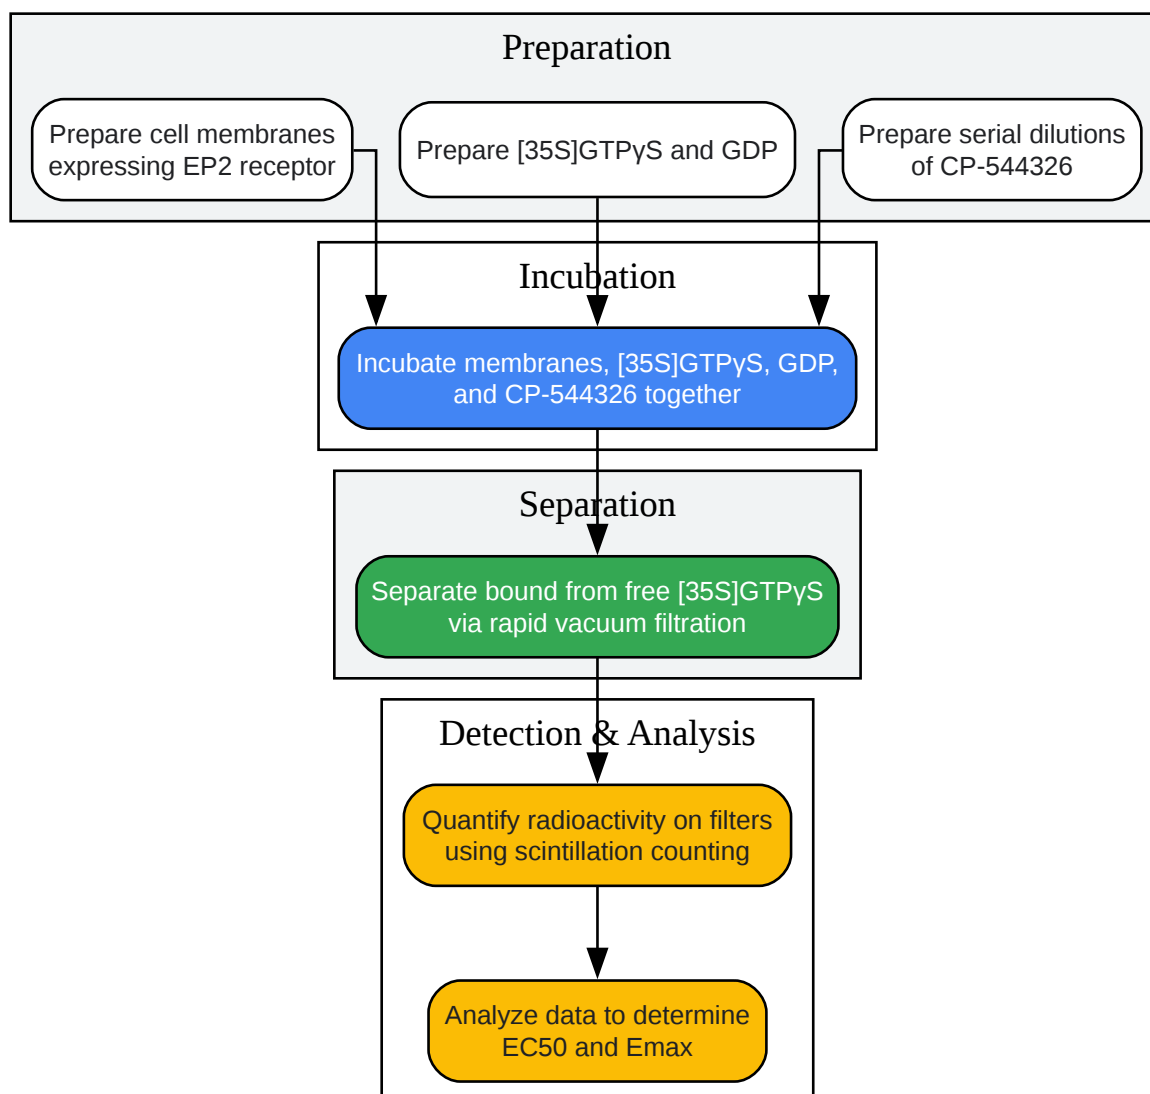 Preparation
Prepare cell membranes
expressing EP2 receptor
Prepare [35S]GTPγS and GDP
Prepare serial dilutions
of CP-544326
Incubation
Incubate membranes, [35S]GTPγS, GDP,
and CP-544326 together
Separation
Separate bound from free [35S]GTPγS
via rapid vacuum filtration
Detection & Analysis
Quantify radioactivity on filters
using scintillation counting
Analyze data to determine
EC50 and Emax